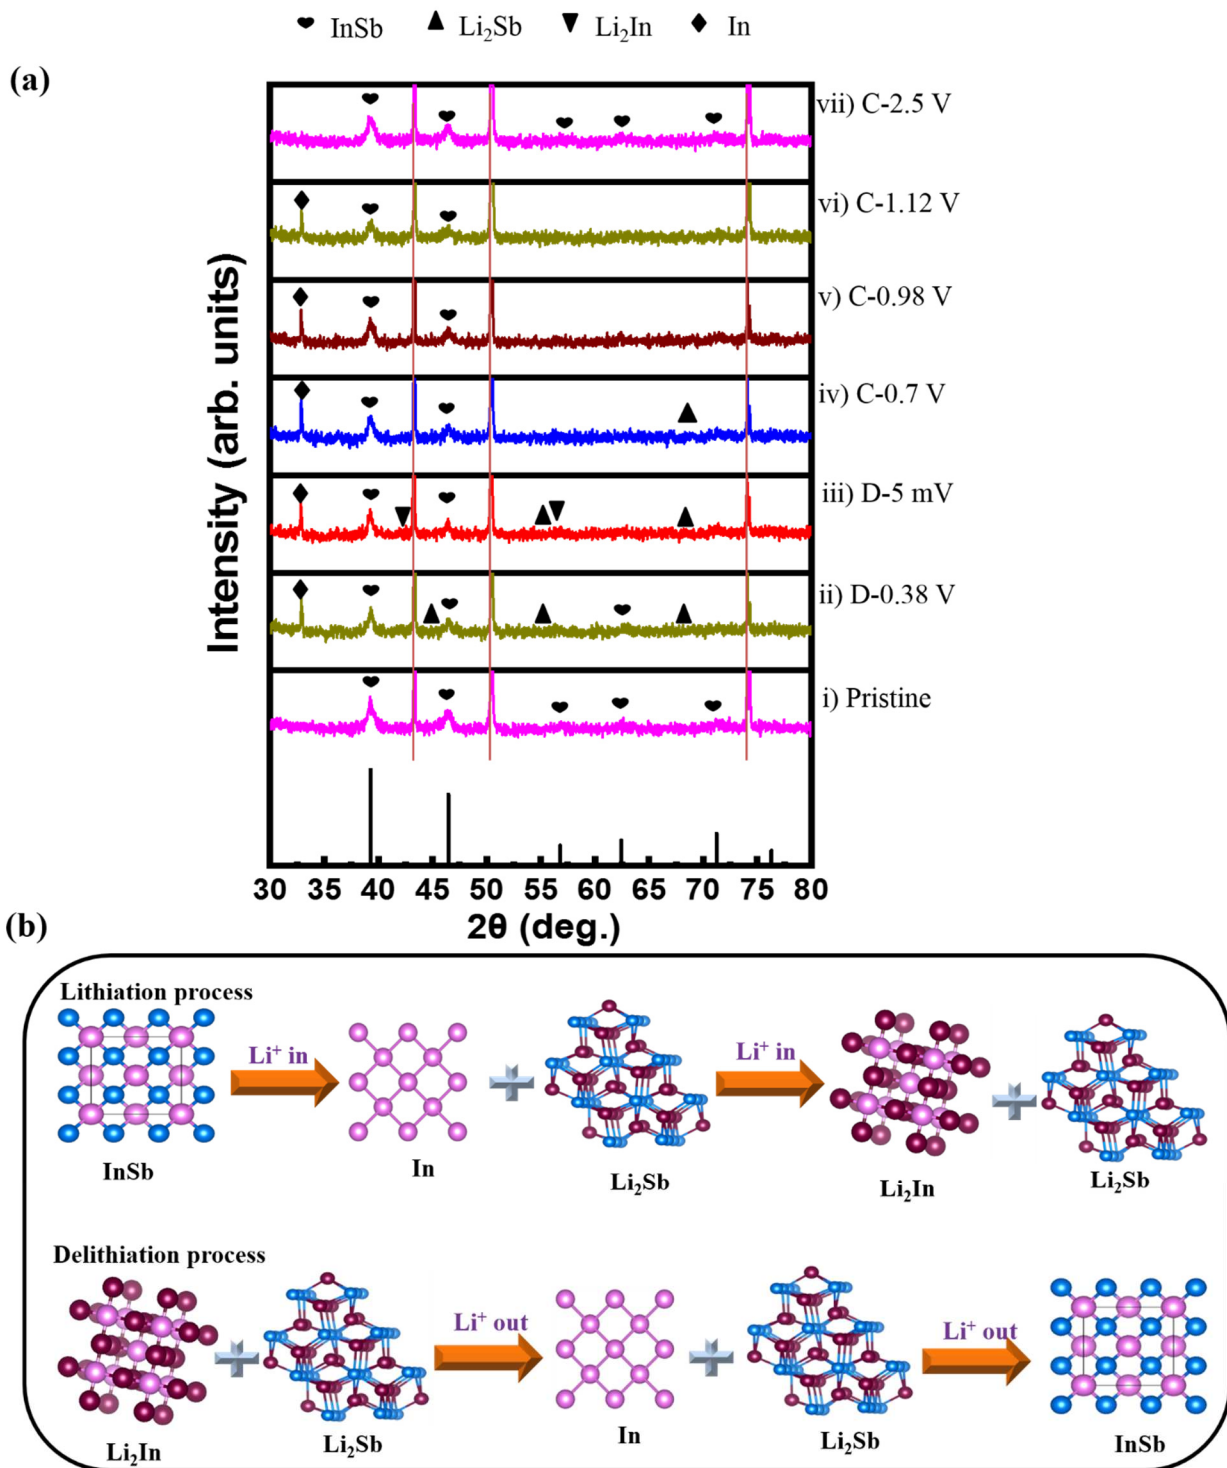 InSb Li₂Sb Li₂In In
(a)
vii) C-2.5 V
vi) C-1.12 V
v) C-0.98 V
iv) C-0.7 V
iii) D-5 mV
ii) D-0.38 V
i) Pristine
Intensity (arb. units)
30 35 40 45 50 55 60 65 70 75 80
2θ (deg.)
(b)
Lithiation process
Li⁺ in
Li⁺ in
InSb
In
Li₂Sb
Li₂In
Li₂Sb
Delithiation process
Li⁺ out
Li⁺ out
Li₂In
Li₂Sb
In
Li₂Sb
InSb